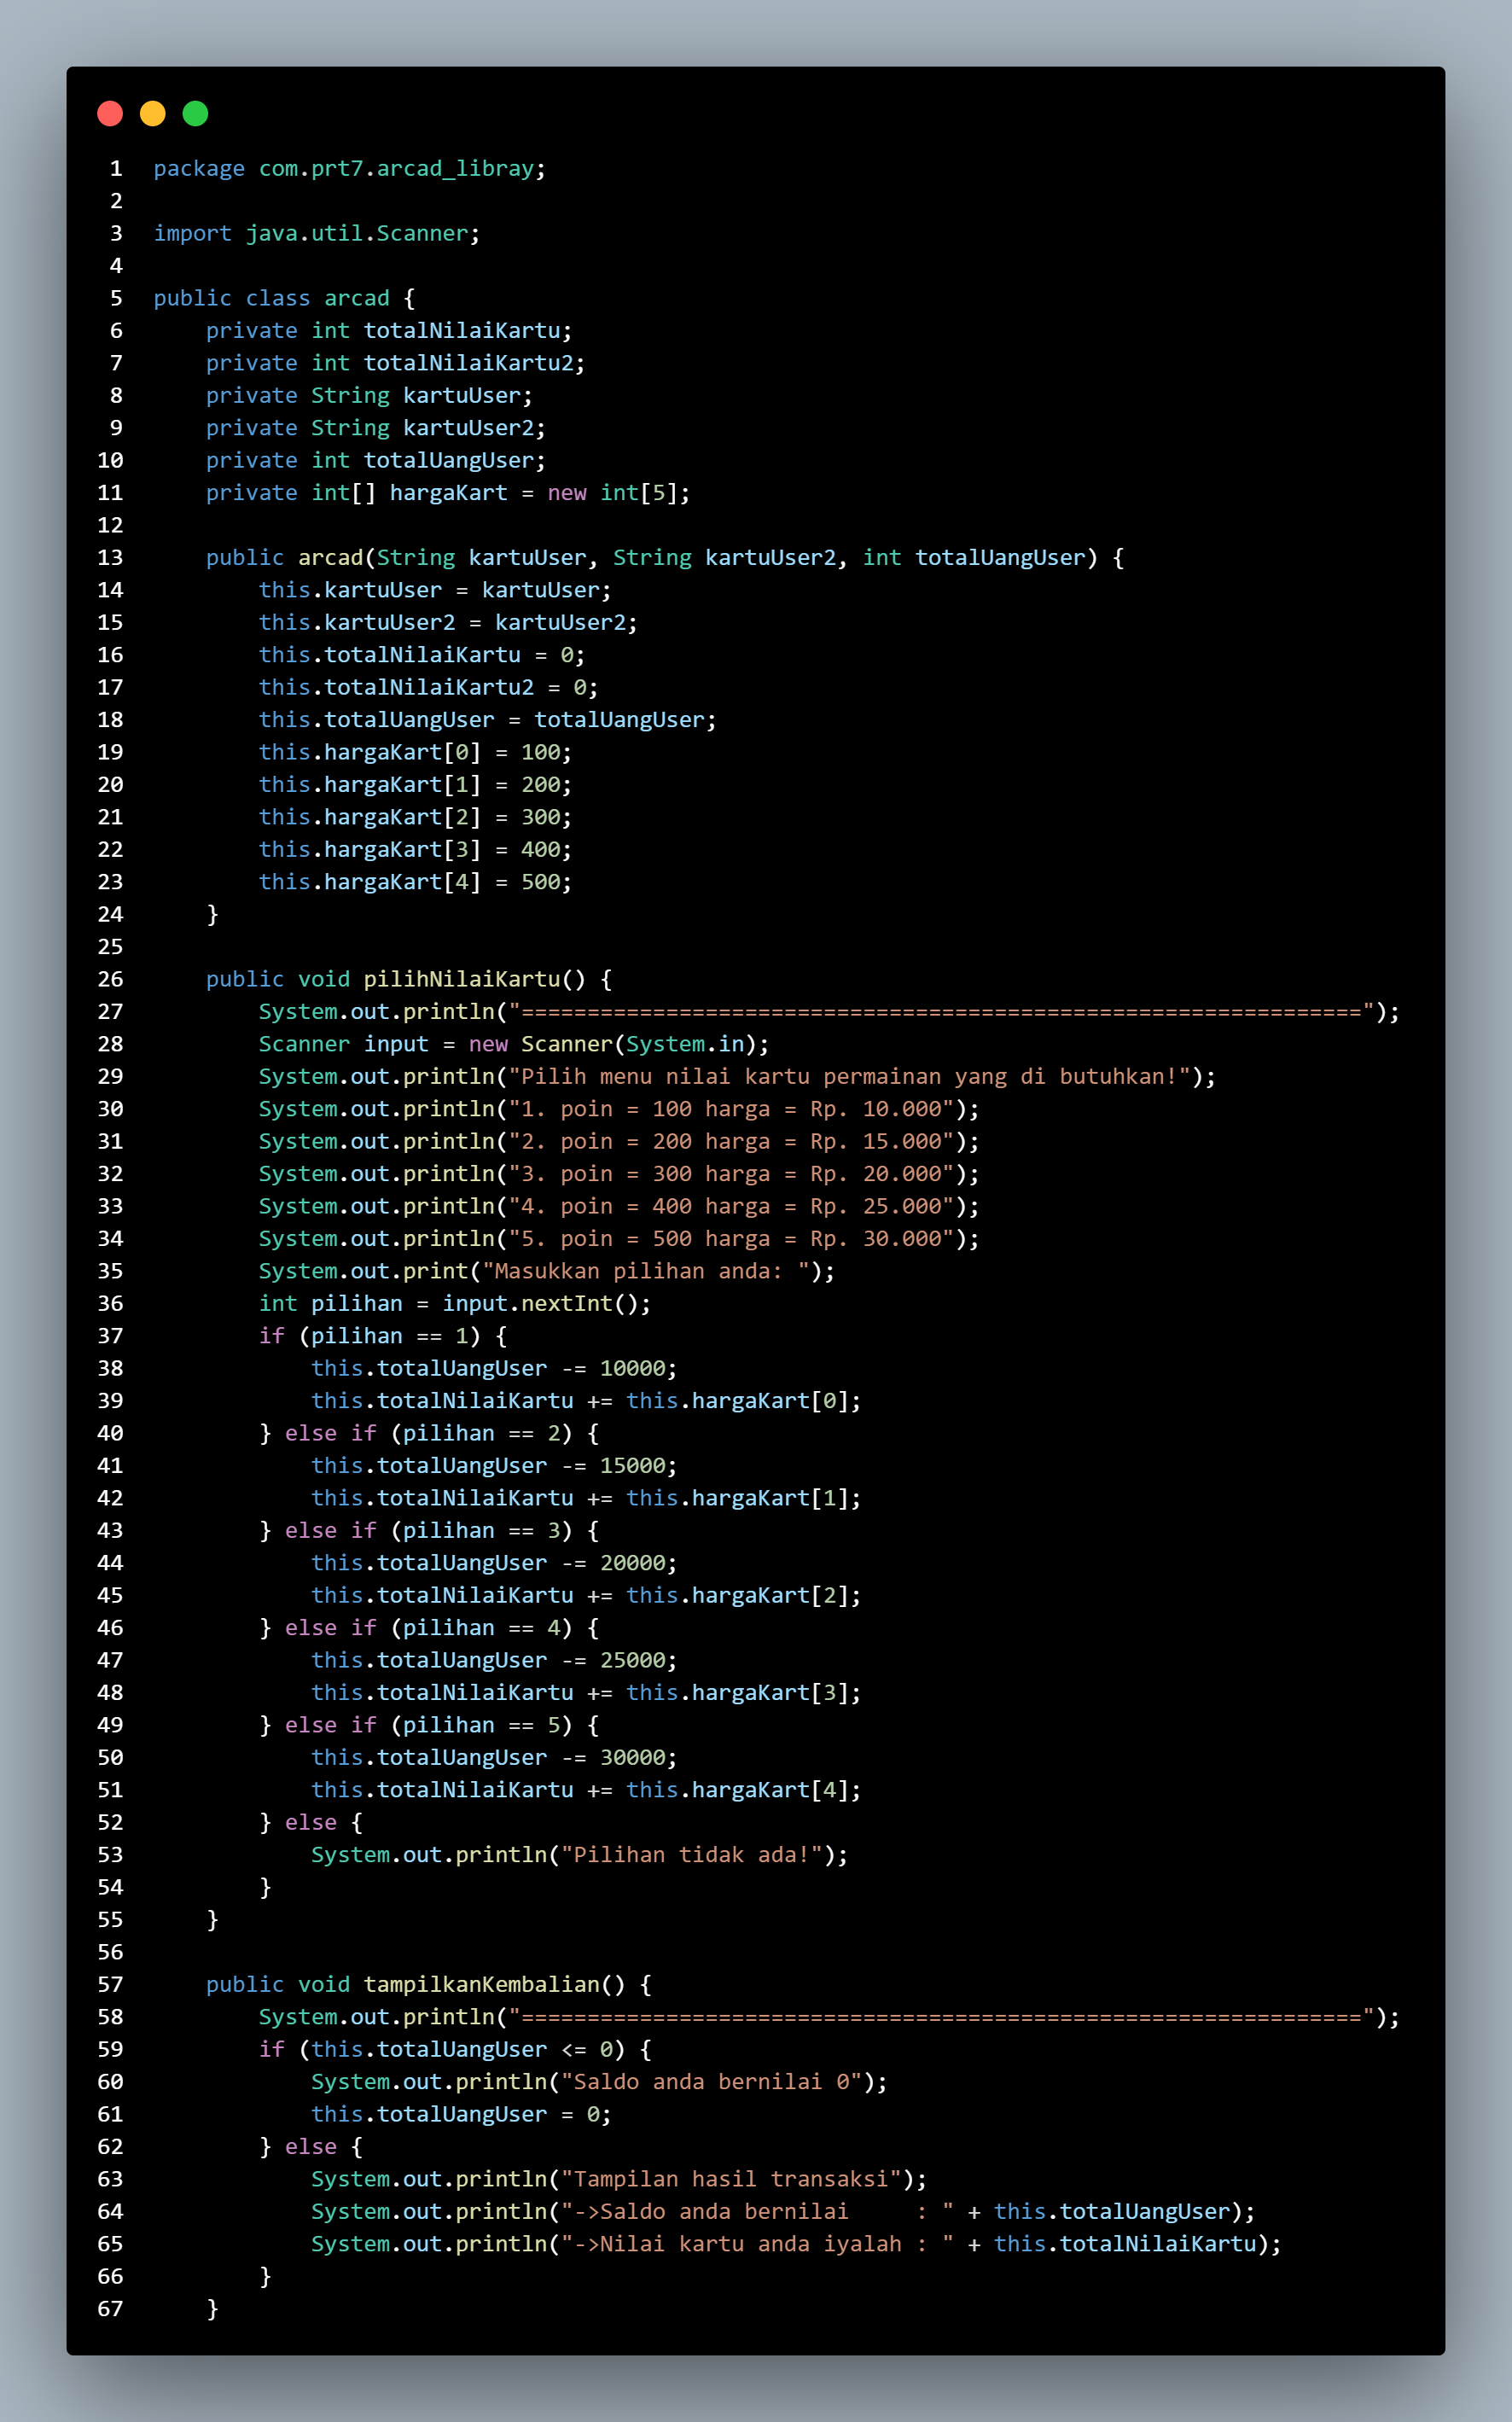 1 package com.prt7.arcad_libray;
2
3 import java.util.Scanner;
4
5 public class arcad {
6     private int totalNilaiKartu;
7     private int totalNilaiKartu2;
8     private String kartuUser;
9     private String kartuUser2;
10     private int totalUangUser;
11     private int[] hargaKart = new int[5];
12
13     public arcad(String kartuUser, String kartuUser2, int totalUangUser) {
14         this.kartuUser = kartuUser;
15         this.kartuUser2 = kartuUser2;
16         this.totalNilaiKartu = 0;
17         this.totalNilaiKartu2 = 0;
18         this.totalUangUser = totalUangUser;
19         this.hargaKart[0] = 100;
20         this.hargaKart[1] = 200;
21         this.hargaKart[2] = 300;
22         this.hargaKart[3] = 400;
23         this.hargaKart[4] = 500;
24     }
25
26     public void pilihNilaiKartu() {
27         System.out.println("================================================================");
28         Scanner input = new Scanner(System.in);
29         System.out.println("Pilih menu nilai kartu permainan yang di butuhkan!");
30         System.out.println("1. poin = 100 harga = Rp. 10.000");
31         System.out.println("2. poin = 200 harga = Rp. 15.000");
32         System.out.println("3. poin = 300 harga = Rp. 20.000");
33         System.out.println("4. poin = 400 harga = Rp. 25.000");
34         System.out.println("5. poin = 500 harga = Rp. 30.000");
35         System.out.print("Masukkan pilihan anda: ");
36         int pilihan = input.nextInt();
37         if (pilihan == 1) {
38             this.totalUangUser -= 10000;
39             this.totalNilaiKartu += this.hargaKart[0];
40         } else if (pilihan == 2) {
41             this.totalUangUser -= 15000;
42             this.totalNilaiKartu += this.hargaKart[1];
43         } else if (pilihan == 3) {
44             this.totalUangUser -= 20000;
45             this.totalNilaiKartu += this.hargaKart[2];
46         } else if (pilihan == 4) {
47             this.totalUangUser -= 25000;
48             this.totalNilaiKartu += this.hargaKart[3];
49         } else if (pilihan == 5) {
50             this.totalUangUser -= 30000;
51             this.totalNilaiKartu += this.hargaKart[4];
52         } else {
53             System.out.println("Pilihan tidak ada!");
54         }
55     }
56
57     public void tampilkanKembalian() {
58         System.out.println("================================================================");
59         if (this.totalUangUser <= 0) {
60             System.out.println("Saldo anda bernilai 0");
61             this.totalUangUser = 0;
62         } else {
63             System.out.println("Tampilan hasil transaksi");
64             System.out.println("->Saldo anda bernilai     : " + this.totalUangUser);
65             System.out.println("->Nilai kartu anda iyalah : " + this.totalNilaiKartu);
66         }
67     }